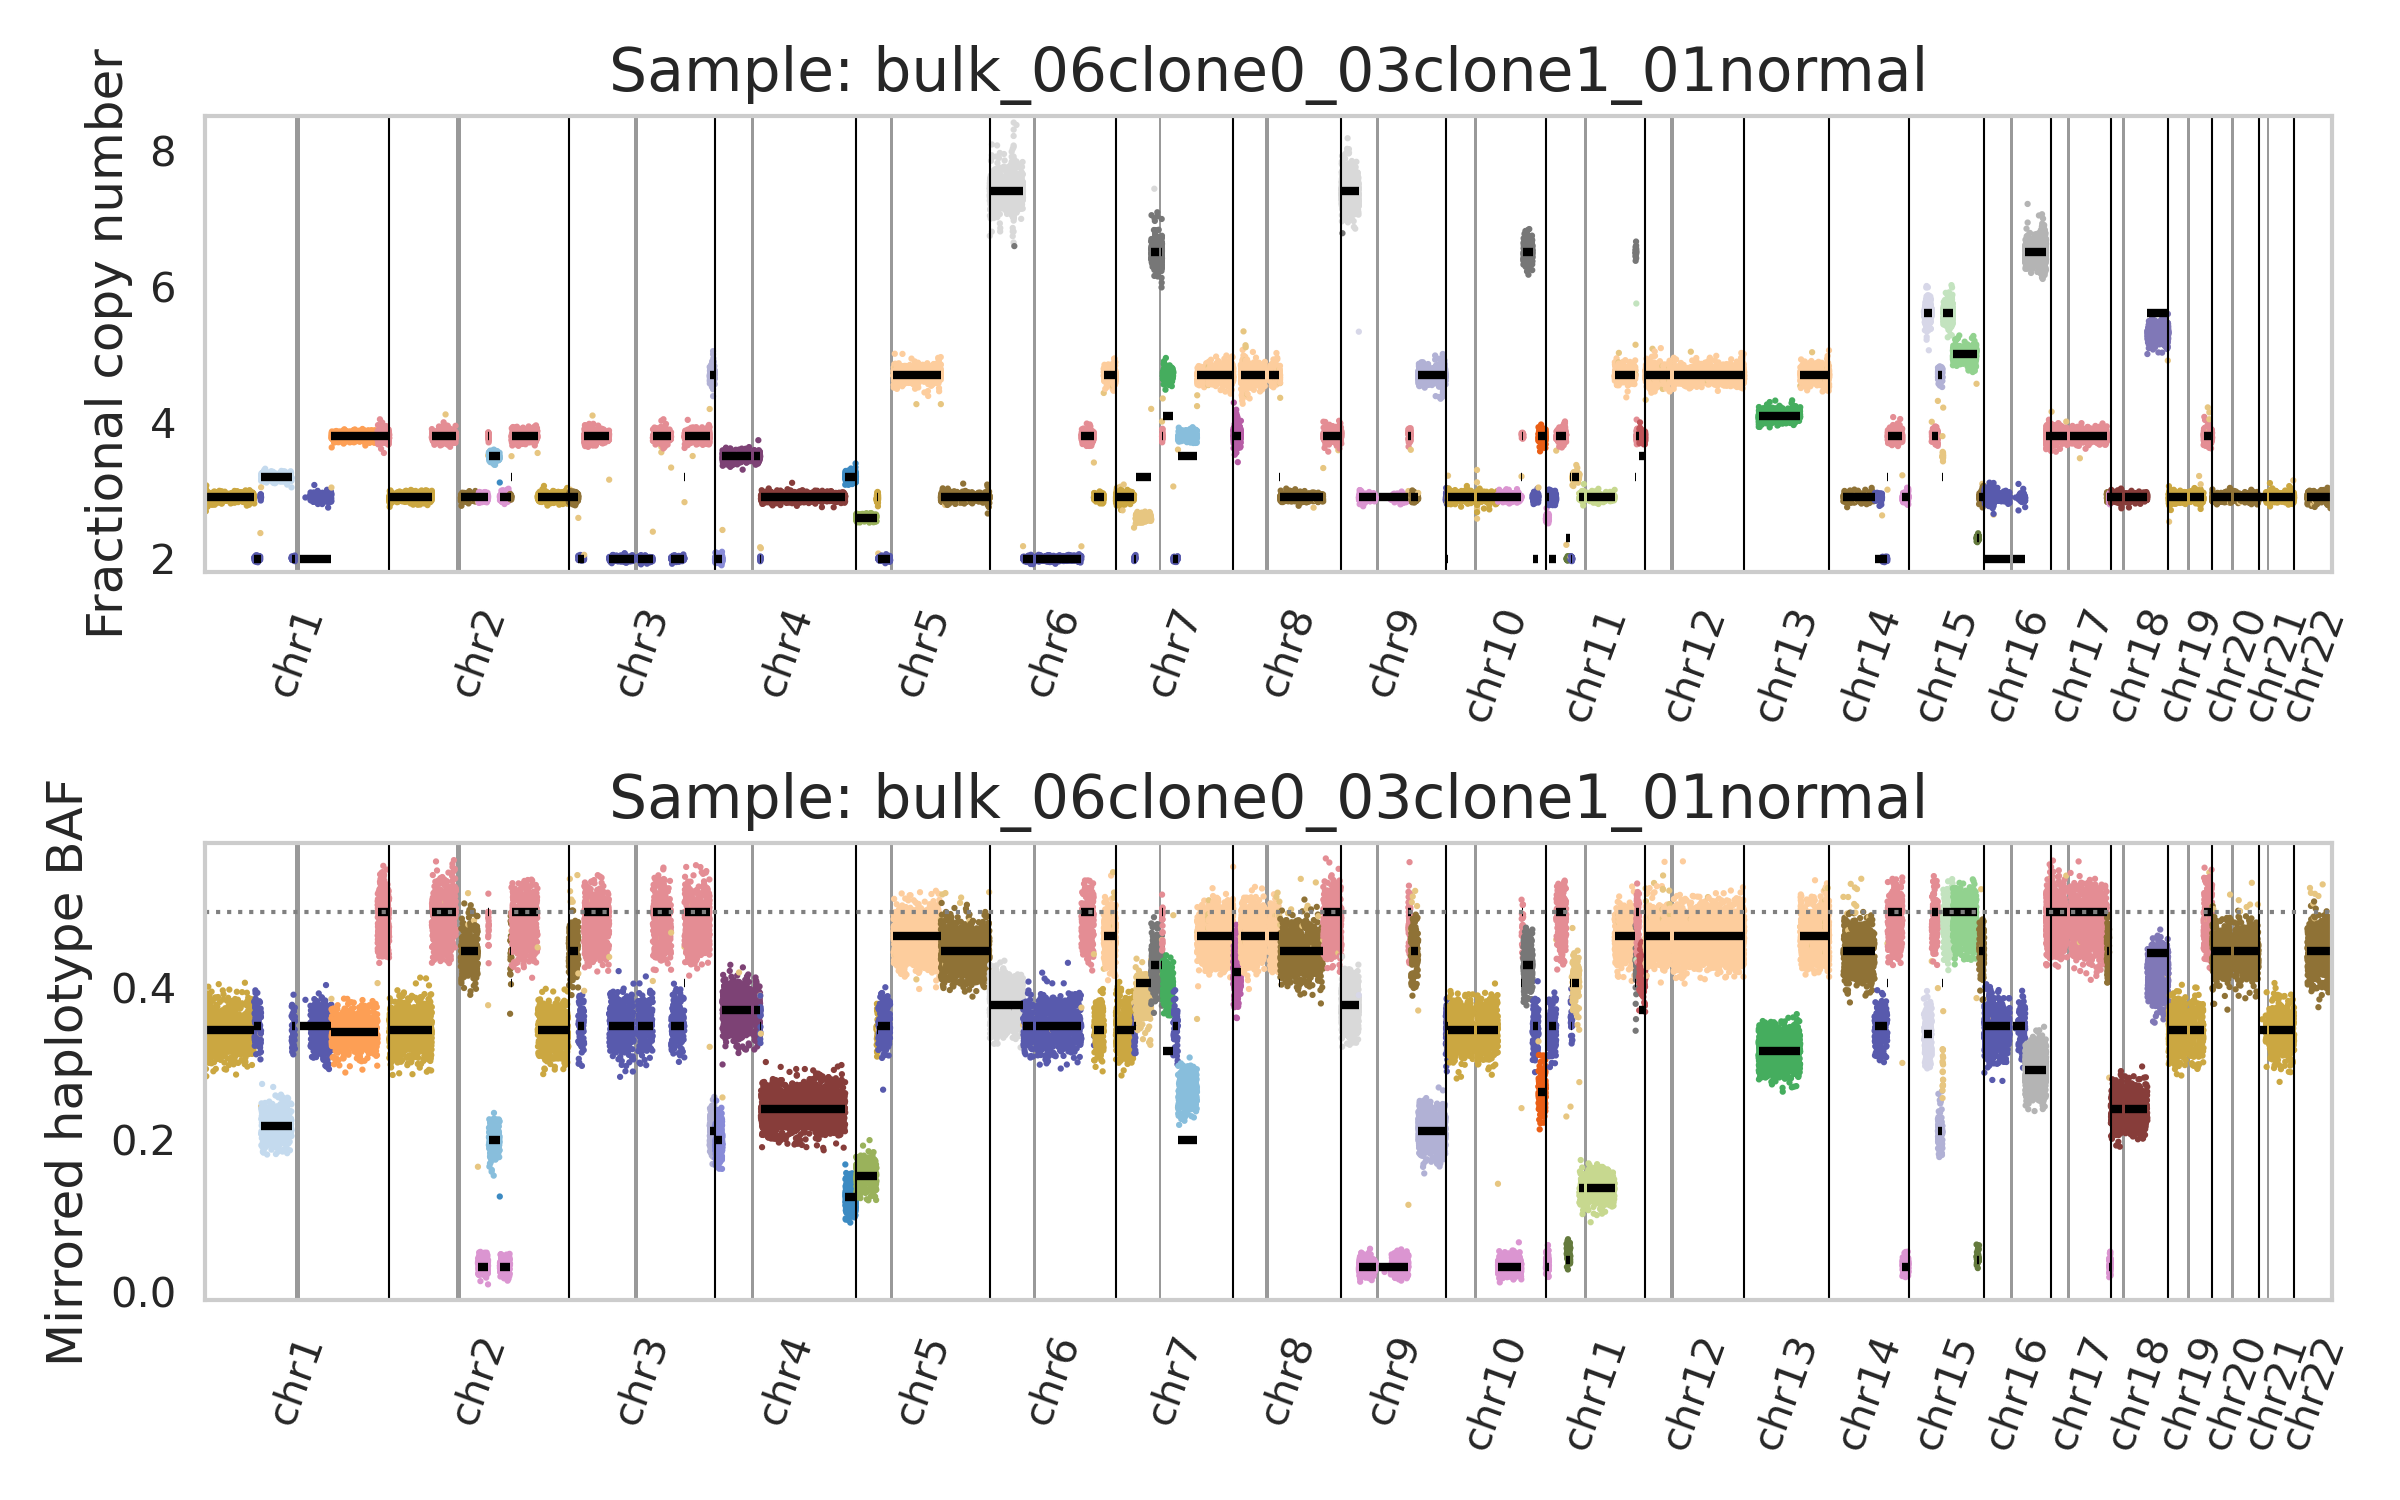 Sample: bulk_06clone0_03clone1_01normal
Fractional copy number
8
6
4
2
chr1
chr2
chr3
chr4
chr5
chr6
chr7
chr8
chr9
chr10
chr11
chr12
chr13
chr14
chr15
chr16
chr17
chr18
chr19
chr20
chr21
chr22
Sample: bulk_06clone0_03clone1_01normal
Mirrored haplotype BAF
0.4
0.2
0.0
chr1
chr2
chr3
chr4
chr5
chr6
chr7
chr8
chr9
chr10
chr11
chr12
chr13
chr14
chr15
chr16
chr17
chr18
chr19
chr20
chr21
chr22